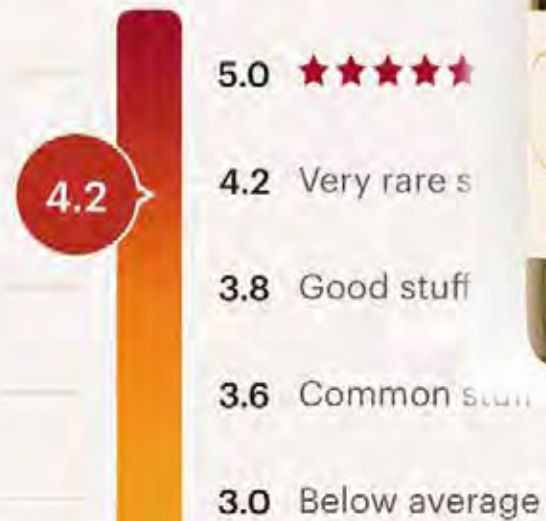 5.0
4.2
4.2 Very rare s
3.8 Good stuff
3.6 Common
3.0 Below average